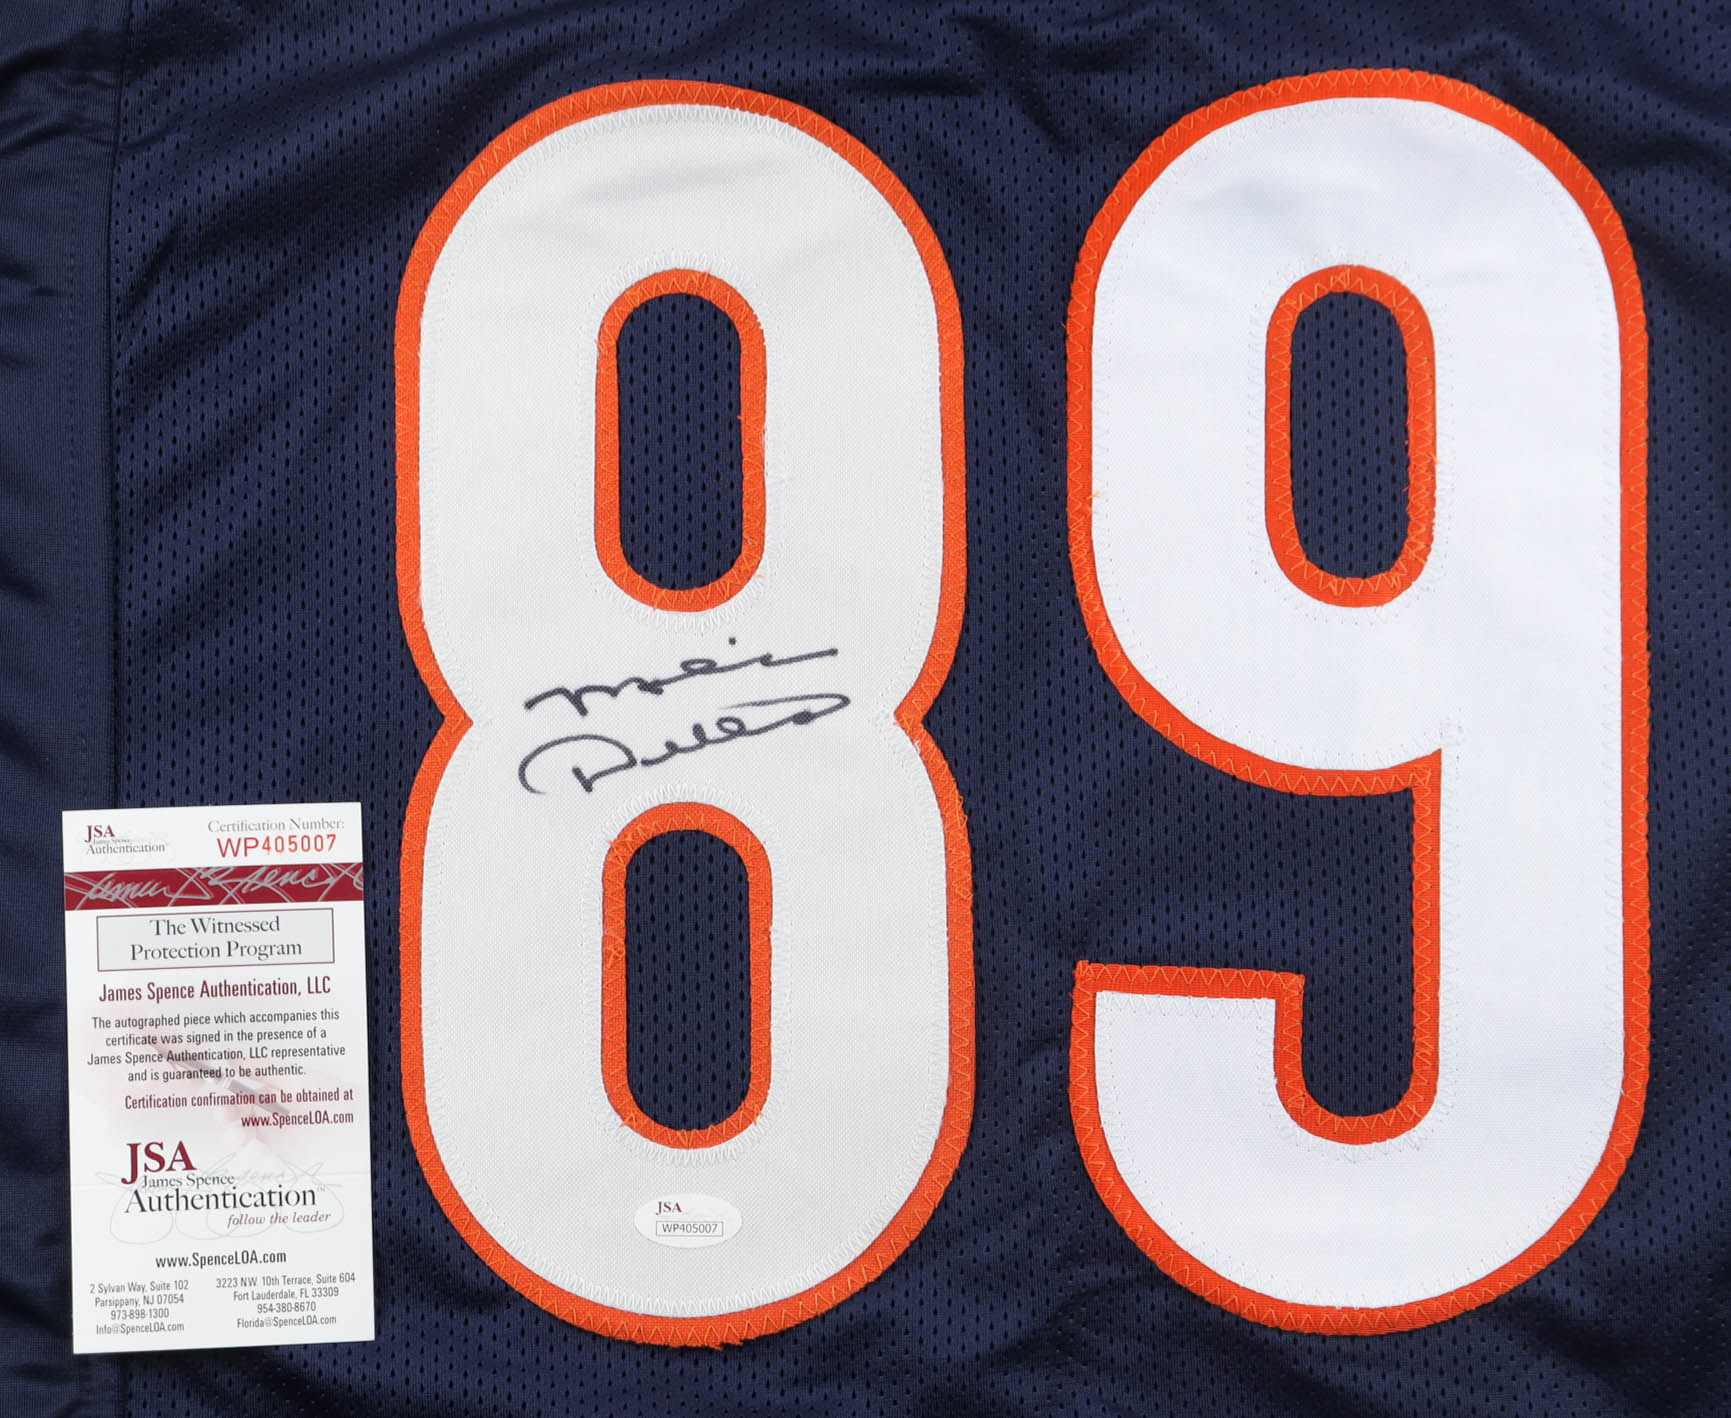 89
Mike
Ditka
JSA
James Spence
Authentication
Certification Number:
WP405007
The Witnessed
Protection Program
James Spence Authentication, LLC
The autographed piece which accompanies this
certificate was signed in the presence of a
James Spence Authentication, LLC representative
and is guaranteed to be authentic.
Certification confirmation can be obtained at
www.SpenceLOA.com
JSA
James Spence
Authentication™
follow the leader
www.SpenceLOA.com
2 Sylvan Way, Suite 102
Parsippany, NJ 07054
973-898-1300
Info@SpenceLOA.com
3223 N.W. 10th Terrace, Suite 604
Fort Lauderdale, FL 33309
954-380-8670
Florida@SpenceLOA.com
JSA
WP405007